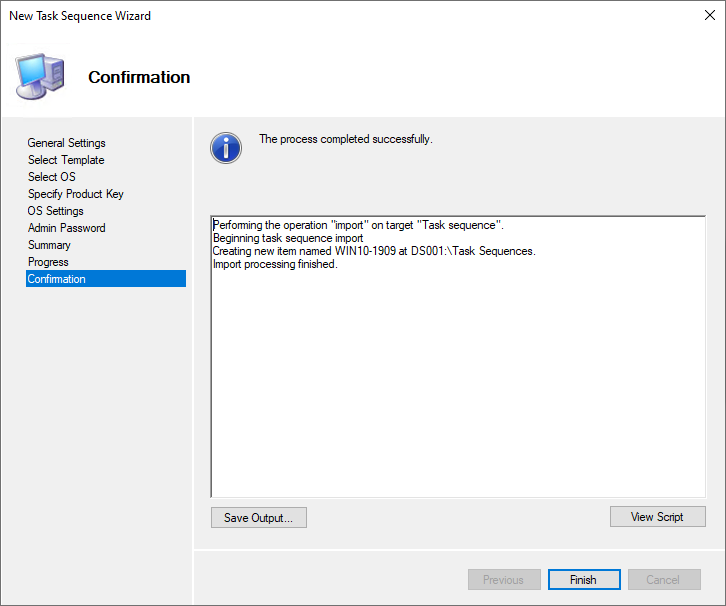 New Task Sequence Wizard
Confirmation
General Settings
Select Template
Select OS
Specify Product Key
OS Settings
Admin Password
Summary
Progress
Confirmation
The process completed successfully.
Performing the operation "import" on target "Task sequence".
Beginning task sequence import
Creating new item named WIN10-1909 at DS001:\Task Sequences.
Import processing finished.
Save Output...
View Script
Previous
Finish
Cancel